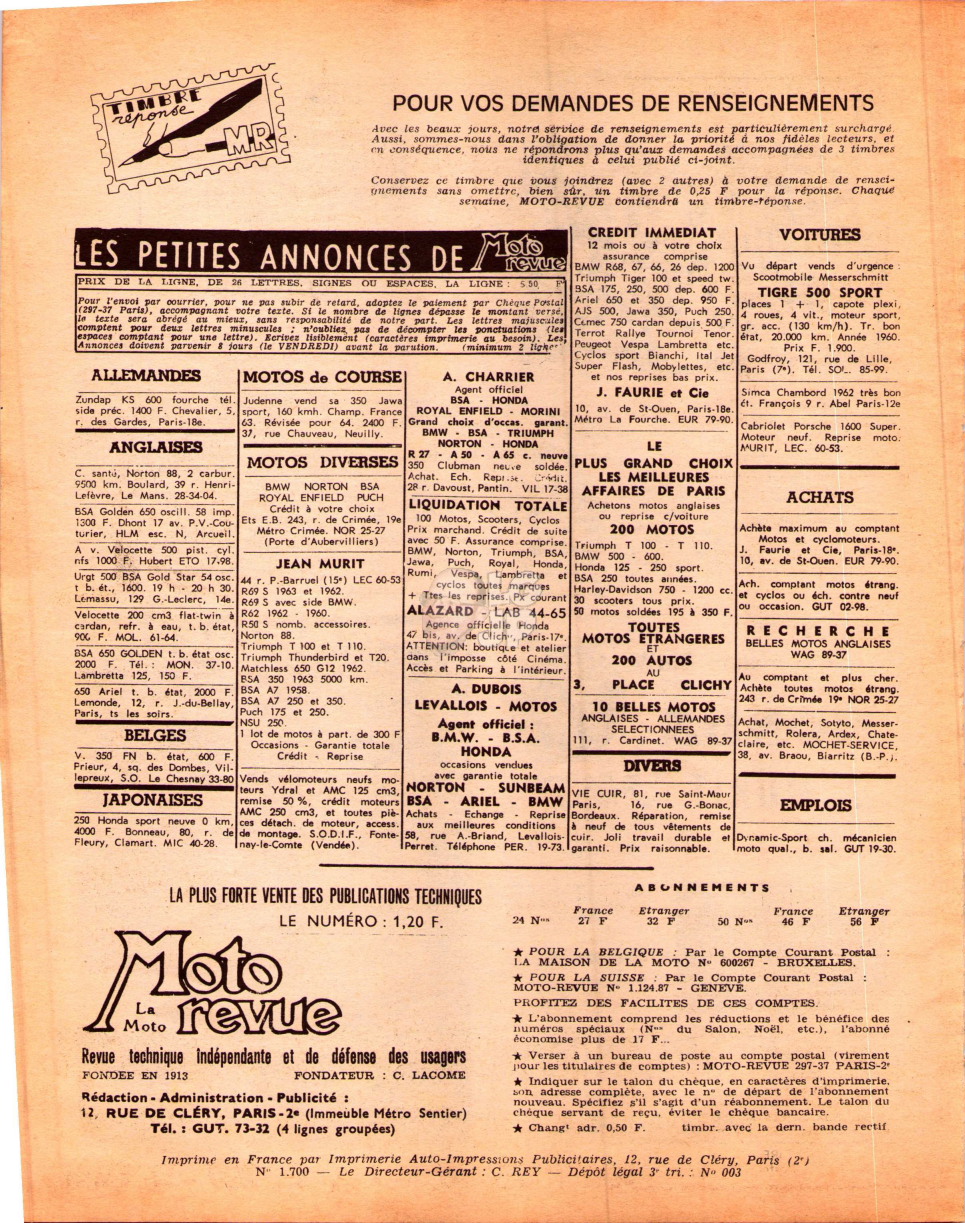 TIMBRE
réponse
M.R.
POUR VOS DEMANDES DE RENSEIGNEMENTS
Avec les beaux jours, notre service de renseignements est particulièrement surchargé.
Aussi, sommes-nous dans l'obligation de donner la priorité à nos fidèles lecteurs, et
en conséquence, nous ne répondrons plus qu'aux demandes accompagnées de 3 timbres
identiques à celui publié ci-joint.
Conservez ce timbre que vous joindrez (avec 2 autres) à votre demande de rensei-
gnements sans omettre, bien sûr, un timbre de 0,25 F pour la réponse. Chaque
semaine, MOTO-REVUE contiendra un timbre-réponse.
LES PETITES ANNONCES DE Moto revue
PRIX DE LA LIGNE, DE 26 LETTRES, SIGNES OU ESPACES, LA LIGNE : 5,50 F
Pour l'envoi par courrier, pour ne pas subir de retard, adoptez le paiement par Chèque Postal
(297-37 Paris), accompagnant votre texte. Si le nombre de lignes dépasse le montant versé,
le texte sera abrégé au mieux, sans responsabilité de notre part. Les lettres majuscules
comptent pour deux lettres minuscules ; n'oubliez pas de décompter les ponctuations (les
espaces comptant pour une lettre). Ecrivez lisiblement (caractères imprimerie au besoin). Les
Annonces doivent parvenir 8 jours (le VENDREDI) avant la parution. (minimum 2 lignes)
ALLEMANDES
Zundap KS 600 fourche tél.
side préc. 1400 F. Chevalier, 5,
r. des Gardes, Paris-18e.
ANGLAISES
C. santé, Norton 88, 2 carbur.
9500 km. Boulard, 39 r. Henri-
Lefèvre, Le Mans. 28-34-04.
BSA Golden 650 oscill. 58 imp.
1300 F. Dhont 17 av. P.V.-Cou-
turier, HLM esc. N, Arcueil.
A v. Velocette 500 pist. cyl.
nfs 1000 F. Hubert ETO 17-98.
Urgt 500 BSA Gold Star 54 osc.
t b. ét., 1600. 19 h - 20 h 30.
Lemassu, 129 G.-Leclerc, 14e.
Velocette 200 cm3 flat-twin à
cardan, refr. à eau, t. b. état,
900 F. MOL. 61-64.
BSA 650 GOLDEN t. b. état osc.
2000 F. Tél. : MON. 37-10.
Lambretta 125, 150 F.
650 Ariel t. b. état, 2000 F.
Lemonde, 12, r. J.-du-Bellay,
Paris, ts les soirs.
BELGES
V. 350 FN b. état, 600 F.
Prieur, 4, sq. des Dombes, Vil-
lepreux, S.O. Le Chesnay 33-80
JAPONAISES
250 Honda sport neuve 0 km,
4000 F. Bonneau, 80, r. de
Fleury, Clamart. MIC 40-28.
MOTOS de COURSE
Judenne vend sa 350 Jawa
sport, 160 kmh. Champ. France
63. Révisée pour 64. 2400 F.
37, rue Chauveau, Neuilly.
MOTOS DIVERSES
BMW NORTON BSA
ROYAL ENFIELD PUCH
Crédit à votre choix
Ets E.B. 243, r. de Crimée, 19e
Métro Crimée. NOR 25-27
(Porte d'Aubervilliers)
JEAN MURIT
44 r. P.-Barruel (15e) LEC 60-53
R69 S 1963 et 1962.
R69 S avec side BMW.
R62 1962 - 1960.
R50 S nomb. accessoires.
Norton 88.
Triumph T 100 et T 110.
Triumph Thunderbird et T20.
Matchless 650 G12 1962.
BSA 350 1963 5000 km.
BSA A7 1958.
BSA A7 250 et 350.
Puch 175 et 250.
NSU 250.
1 lot de motos à part. de 300 F
Occasions - Garantie totale
Crédit - Reprise
Vends vélomoteurs neufs mo-
teurs Ydral et AMC 125 cm3,
remise 50 %, crédit moteurs
AMC 250 cm3, et toutes piè-
ces détach. de moteur, access.
de montage. S.O.D.I.F., Fonte-
nay-le-Comte (Vendée).
A. CHARRIER
Agent officiel
BSA - HONDA
ROYAL ENFIELD - MORINI
Grand choix d'occas. garant.
BMW - BSA - TRIUMPH
NORTON - HONDA
R 27 - A 50 - A 65 c. neuve
350 Clubman neuve soldée.
Achat. Ech. Reprise. Crédit.
28 r. Davoust, Pantin. VIL 17-38
LIQUIDATION TOTALE
100 Motos, Scooters, Cyclos
Prix marchand. Crédit de suite
avec 50 F. Assurance comprise.
BMW, Norton, Triumph, BSA,
Jawa, Puch, Royal, Honda,
Rumi, Vespa, Lambretta et
cyclos toutes marques
+ Ttes les reprises. Px courant
ALAZARD - LAB 44-65
Agence officielle Honda
47 bis, av. de Clichy, Paris-17e.
ATTENTION: boutique et atelier
dans l'imposse côté Cinéma.
Accès et Parking à l'intérieur.
A. DUBOIS
LEVALLOIS - MOTOS
Agent officiel :
B.M.W. - B.S.A.
HONDA
occasions vendues
avec garantie totale
NORTON - SUNBEAM
BSA - ARIEL - BMW
Achats - Echange - Reprise
aux meilleures conditions
58, rue A.-Briand, Levallois-
Perret. Téléphone PER. 19-73.
CREDIT IMMEDIAT
12 mois ou à votre choix
assurance comprise
BMW R68, 67, 66, 26 dep. 1200
Triumph Tiger 100 et speed tw.
BSA 175, 250, 500 dep. 600 F.
Ariel 650 et 350 dep. 950 F.
AJS 500, Jawa 350, Puch 250.
Cemec 750 cardan depuis 500 F.
Terrot Rallye Tournoi Tenor.
Peugeot Vespa Lambretta etc.
Cyclos sport Bianchi, Ital Jet
Super Flash, Mobylettes, etc.
et nos reprises bas prix.
J. FAURIE et Cie
10, av. de St-Ouen, Paris-18e.
Métro La Fourche. EUR 79-90.
LE
PLUS GRAND CHOIX
LES MEILLEURES
AFFAIRES DE PARIS
Achetons motos anglaises
ou reprise c/voiture
200 MOTOS
Triumph T 100 - T 110.
BMW 500 - 600.
Honda 125 - 250 sport.
BSA 250 toutes années.
Harley-Davidson 750 - 1200 cc.
30 scooters tous prix.
50 motos soldées 195 à 350 F.
TOUTES
MOTOS ETRANGERES
ET
200 AUTOS
AU
3, PLACE CLICHY
10 BELLES MOTOS
ANGLAISES - ALLEMANDES
SELECTIONNEES
111, r. Cardinet. WAG 89-37
DIVERS
VIE CUIR, 81, rue Saint-Maur
Paris, 16, rue G.-Bonac,
Bordeaux. Réparation, remise
à neuf de tous vêtements de
cuir. Joli travail durable et
garanti. Prix raisonnable.
VOITURES
Vu départ vends d'urgence :
Scootmobile Messerschmitt
TIGRE 500 SPORT
places 1 + 1, capote plexi,
4 roues, 4 vit., moteur sport,
gr. acc. (130 km/h). Tr. bon
état, 20.000 km. Année 1960.
Prix F. 1.900.
Godfroy, 121, rue de Lille,
Paris (7e). Tél. SOL. 85-99.
Simca Chambord 1962 très bon
ét. François 9 r. Abel Paris-12e
Cabriolet Porsche 1600 Super.
Moteur neuf. Reprise moto.
MURIT, LEC. 60-53.
ACHATS
Achète maximum au comptant
Motos et cyclomoteurs.
J. Faurie et Cie, Paris-18e.
10, av. de St-Ouen. EUR 79-90.
Ach. comptant motos étrang.
et cyclos ou éch. contre neuf
ou occasion. GUT 02-98.
RECHERCHE
BELLES MOTOS ANGLAISES
WAG 89-37
Au comptant et plus cher.
Achète toutes motos étrang.
243 r. de Crimée 19e NOR 25-27
Achat, Mochet, Sotyto, Messer-
schmitt, Rolera, Ardex, Chate-
claire, etc. MOCHET-SERVICE,
38, av. Braou, Biarritz (B.-P.).
EMPLOIS
Dynamic-Sport ch. mécanicien
moto qual., b. sal. GUT 19-30.
LA PLUS FORTE VENTE DES PUBLICATIONS TECHNIQUES
LE NUMÉRO : 1,20 F.
La Moto
Moto revue
Revue technique indépendante et de défense des usagers
FONDEE EN 1913 FONDATEUR : C. LACOME
Rédaction - Administration - Publicité :
12, RUE DE CLÉRY, PARIS-2e (Immeuble Métro Sentier)
Tél. : GUT. 73-32 (4 lignes groupées)
ABONNEMENTS
France Etranger France Etranger
24 Nos 27 F 32 F 50 Nos 46 F 56 F
★ POUR LA BELGIQUE : Par le Compte Courant Postal :
LA MAISON DE LA MOTO No 600267 - BRUXELLES.
★ POUR LA SUISSE : Par le Compte Courant Postal :
MOTO-REVUE No 1.124.87 - GENEVE.
PROFITEZ DES FACILITES DE CES COMPTES.
★ L'abonnement comprend les réductions et le bénéfice des
numéros spéciaux (Nos du Salon, Noël, etc.), l'abonné
économise plus de 17 F...
★ Verser à un bureau de poste au compte postal (virement
pour les titulaires de comptes) : MOTO-REVUE 297-37 PARIS-2e
★ Indiquer sur le talon du chèque, en caractères d'imprimerie,
son adresse complète, avec le no de départ de l'abonnement
nouveau. Spécifiez s'il s'agit d'un réabonnement. Le talon du
chèque servant de reçu, éviter le chèque bancaire.
★ Changt adr. 0,50 F. timbr. avec la dern. bande rectif
Imprime en France par Imprimerie Auto-Impressions Publicitaires, 12, rue de Cléry, Paris (2e)
No 1.700 — Le Directeur-Gérant : C. REY — Dépôt légal 3e tri. : No 003